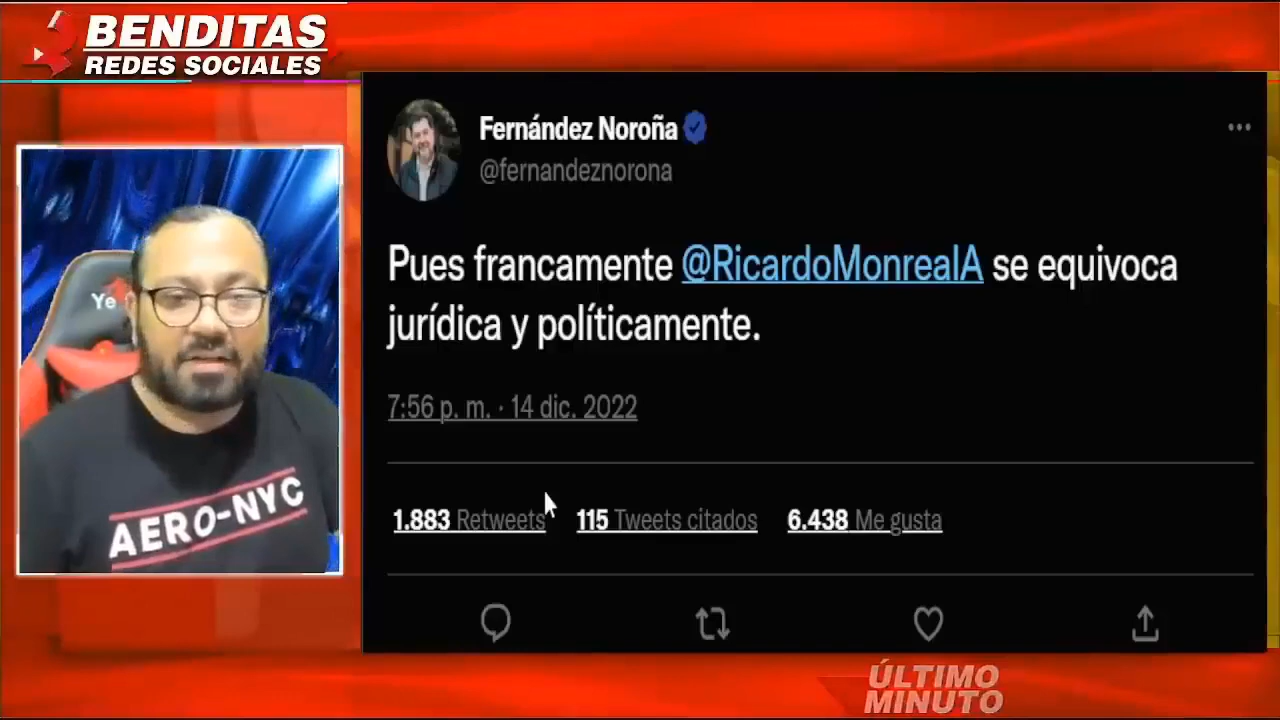 BENDITAS
REDES SOCIALES
Fernández Noroña
@fernandeznorona
Pues francamente @RicardoMonrealA se equivoca
jurídica y políticamente.
7:56 p. m. · 14 dic. 2022
1.883 Retweets 115 Tweets citados 6.438 Me gusta
Ye
AERO-NYC
ÚLTIMO
MINUTO